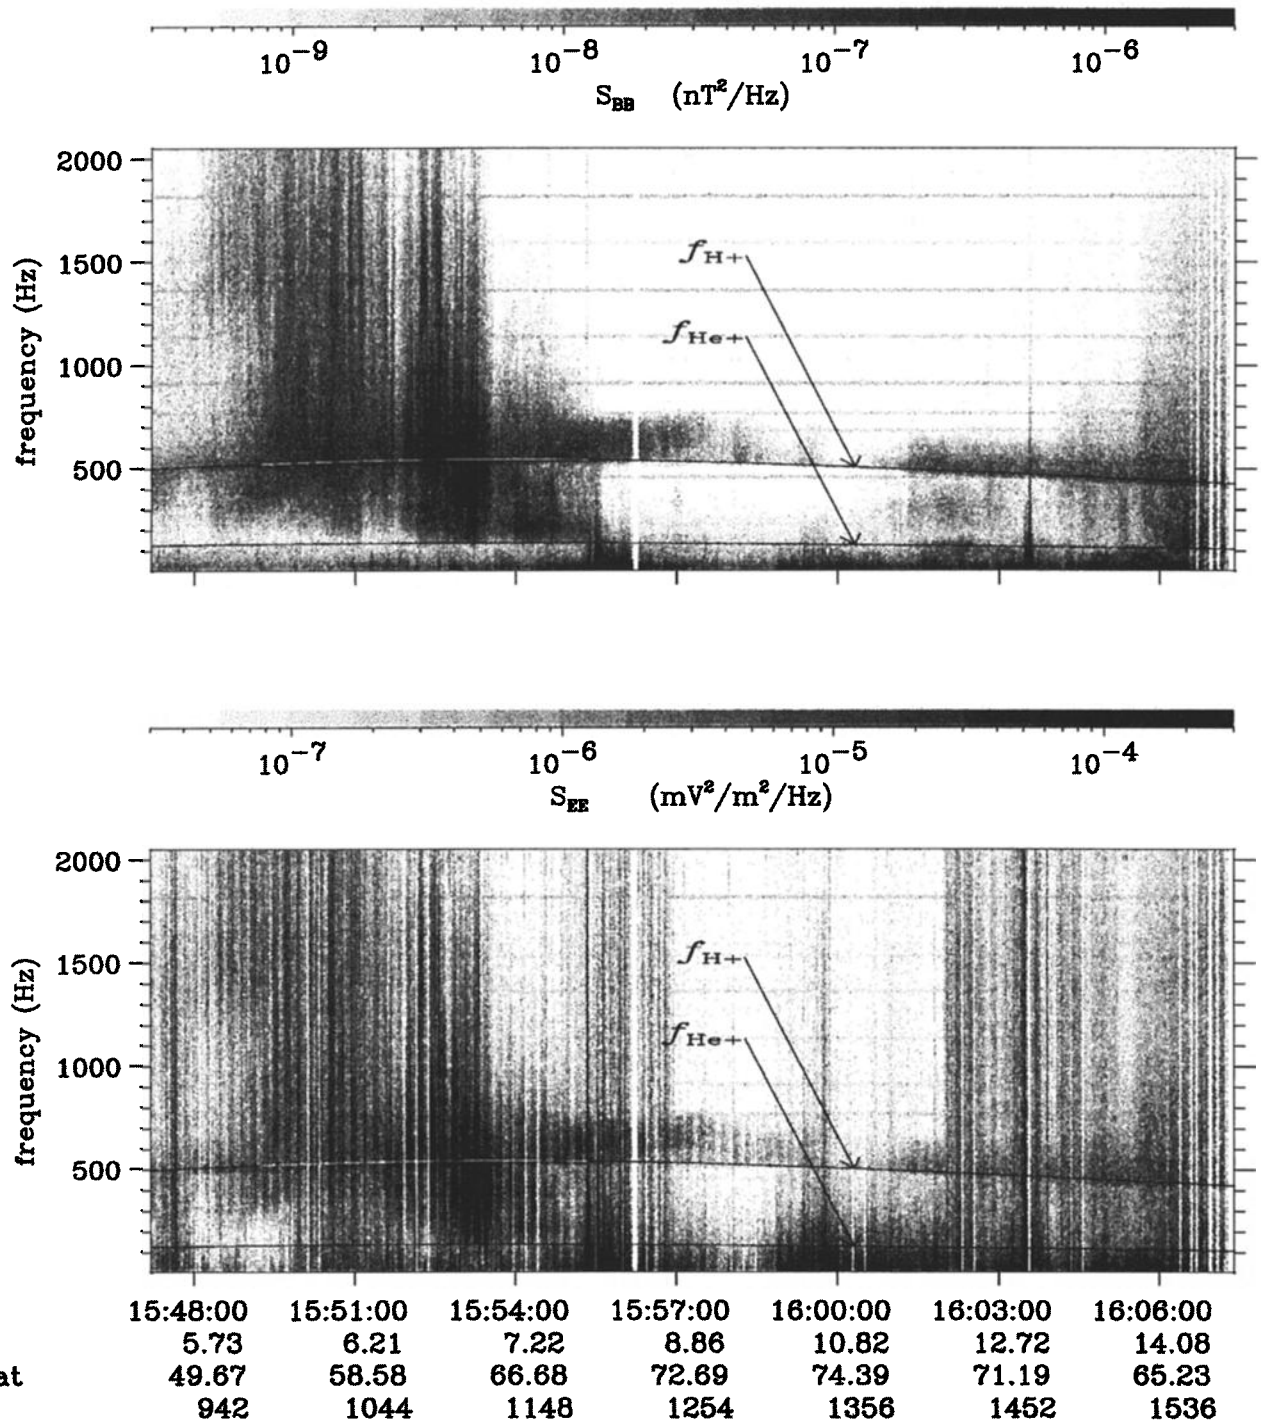 10⁻⁹ 10⁻⁸ 10⁻⁷ 10⁻⁶
S_BB (nT²/Hz)
2000
1500
1000
500
frequency (Hz)
f_H+
f_He+
10⁻⁷ 10⁻⁶ 10⁻⁵ 10⁻⁴
S_EE (mV²/m²/Hz)
2000
1500
1000
500
frequency (Hz)
f_H+
f_He+
15:48:00 15:51:00 15:54:00 15:57:00 16:00:00 16:03:00 16:06:00
5.73 6.21 7.22 8.86 10.82 12.72 14.08
at 49.67 58.58 66.68 72.69 74.39 71.19 65.23
942 1044 1148 1254 1356 1452 1536